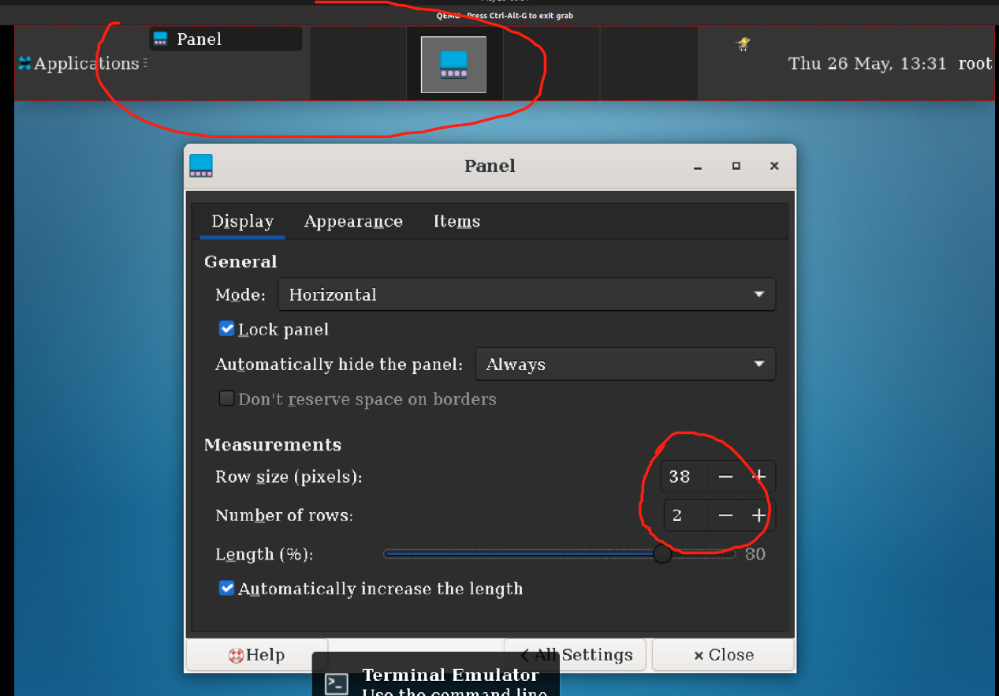 QEMU - Press Ctrl-Alt-G to exit grab
Panel
Applications
Thu 26 May, 13:31 root
Panel
Display Appearance Items
General
Mode: Horizontal
Lock panel
Automatically hide the panel: Always
Don't reserve space on borders
Measurements
Row size (pixels): 38
Number of rows: 2
Length (%): 80
Automatically increase the length
Help All Settings Close
Terminal Emulator
Use the command line